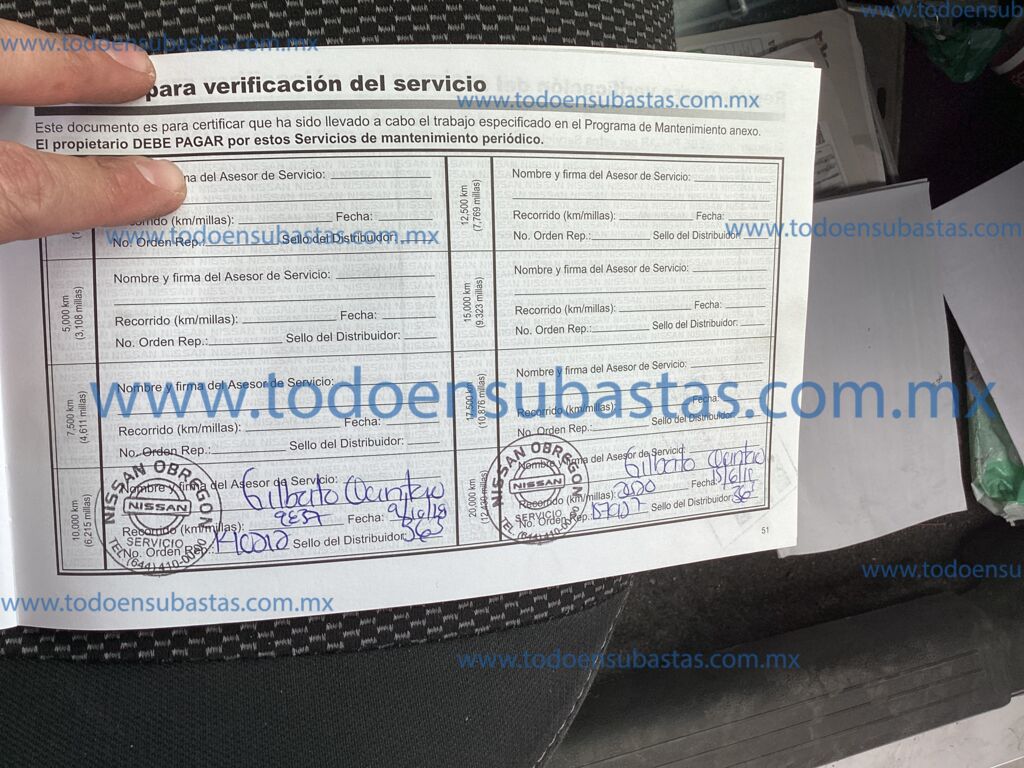 www.todoensubastas.com.mx
para verificación del servicio
www.todoensubastas.com.mx
Este documento es para certificar que ha sido llevado a cabo el trabajo especificado en el Programa de Mantenimiento anexo.
El propietario DEBE PAGAR por estos Servicios de mantenimiento periódico.
del Asesor de Servicio:
Recorrido (km/millas): Fecha:
No. Orden Rep.: Sello del Distribuidor:
www.todoensubastas.com.mx
5,000 km
(3,108 millas)
Nombre y firma del Asesor de Servicio:
Recorrido (km/millas): Fecha:
No. Orden Rep.: Sello del Distribuidor:
7,500 km
(4,611 millas)
Nombre y firma del Asesor de Servicio:
Recorrido (km/millas): Fecha:
No. Orden Rep.: Sello del Distribuidor:
10,000 km
(6,215 millas)
Nombre y firma del Asesor de Servicio: Gilberto
Recorrido (km/millas): Fecha:
No. Orden Rep.: Sello del Distribuidor:
NISSAN OBREGON
NISSAN
SERVICIO
TEL. (644) 410-00-90
12,500 km
(7,769 millas)
Nombre y firma del Asesor de Servicio:
Recorrido (km/millas): Fecha:
No. Orden Rep.: Sello del Distribuidor:
www.todoensubastas.com.mx
15,000 km
(9,323 millas)
Nombre y firma del Asesor de Servicio:
Recorrido (km/millas): Fecha:
No. Orden Rep.: Sello del Distribuidor:
17,500 km
(10,876 millas)
Nombre y firma del Asesor de Servicio:
Recorrido (km/millas): Fecha:
No. Orden Rep.: Sello del Distribuidor:
www.todoensubastas.com.mx
20,000 km
(12,430 millas)
Nombre y firma del Asesor de Servicio: Gilberto
Recorrido (km/millas): Fecha:
No. Orden Rep.: Sello del Distribuidor:
NISSAN OBREGON
NISSAN
SERVICIO
51
www.todoensubastas.com.mx
www.todoensubastas.com.mx